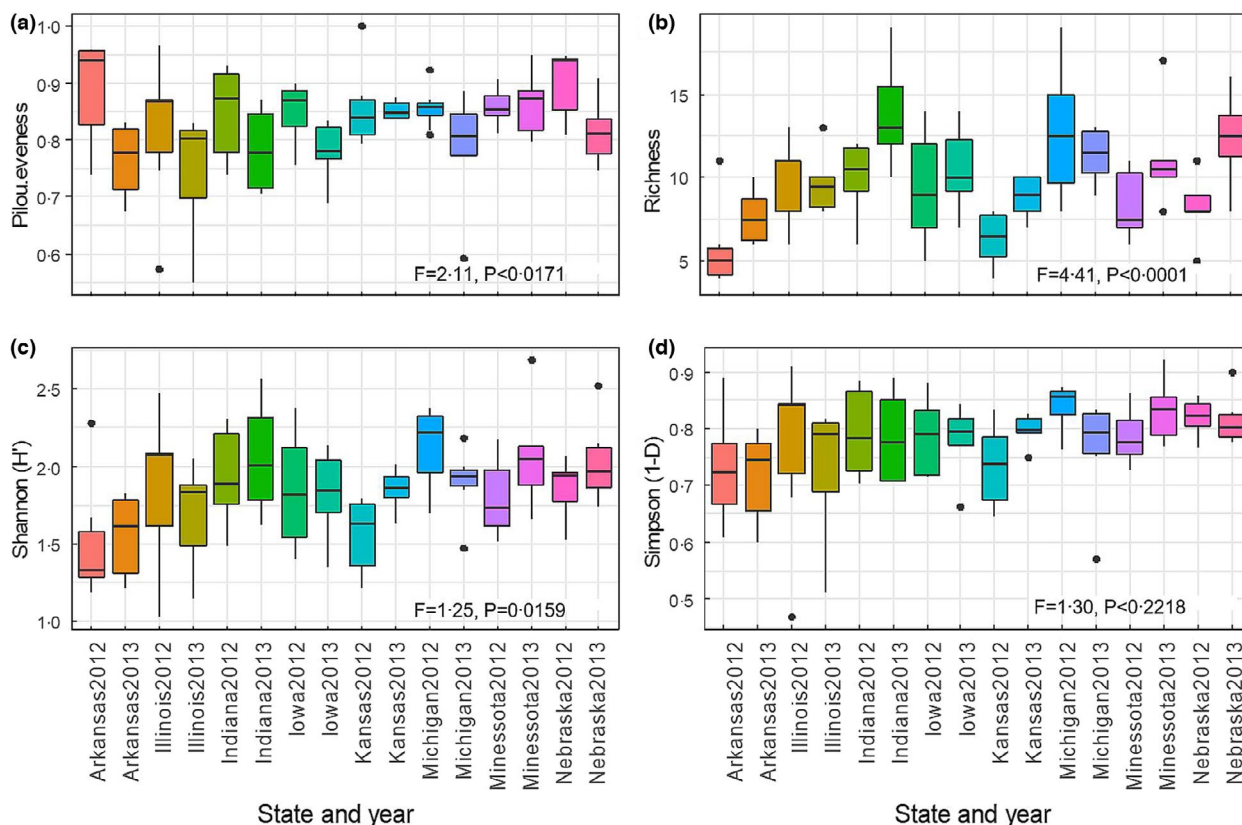 (a)
Pilou.eveness
1·0
0·9
0·8
0·7
0·6
F=2·11, P<0·0171
(b)
Richness
15
10
5
F=4·41, P<0·0001
(c)
Shannon (H')
2·5
2·0
1·5
1·0
F=1·25, P=0·0159
Arkansas2012
Arkansas2013
Illinois2012
Illinois2013
Indiana2012
Indiana2013
Iowa2012
Iowa2013
Kansas2012
Kansas2013
Michigan2012
Michigan2013
Minessota2012
Minessota2013
Nebraska2012
Nebraska2013
State and year
(d)
Simpson (1-D)
0·9
0·8
0·7
0·6
0·5
F=1·30, P<0·2218
Arkansas2012
Arkansas2013
Illinois2012
Illinois2013
Indiana2012
Indiana2013
Iowa2012
Iowa2013
Kansas2012
Kansas2013
Michigan2012
Michigan2013
Minessota2012
Minessota2013
Nebraska2012
Nebraska2013
State and year